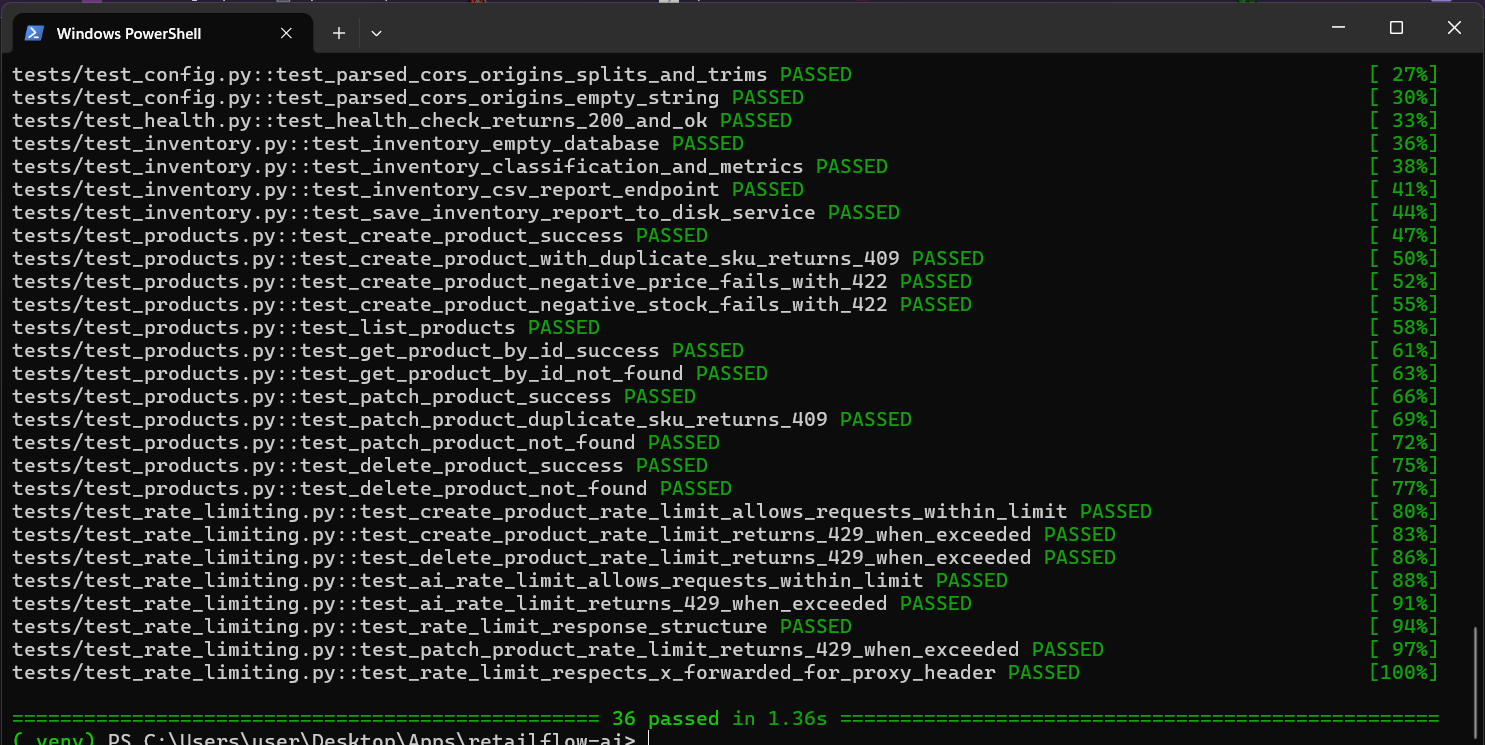 Windows PowerShell
tests/test_config.py::test_parsed_cors_origins_splits_and_trims PASSED [ 27%]
tests/test_config.py::test_parsed_cors_origins_empty_string PASSED [ 30%]
tests/test_health.py::test_health_check_returns_200_and_ok PASSED [ 33%]
tests/test_inventory.py::test_inventory_empty_database PASSED [ 36%]
tests/test_inventory.py::test_inventory_classification_and_metrics PASSED [ 38%]
tests/test_inventory.py::test_inventory_csv_report_endpoint PASSED [ 41%]
tests/test_inventory.py::test_save_inventory_report_to_disk_service PASSED [ 44%]
tests/test_products.py::test_create_product_success PASSED [ 47%]
tests/test_products.py::test_create_product_with_duplicate_sku_returns_409 PASSED [ 50%]
tests/test_products.py::test_create_product_negative_price_fails_with_422 PASSED [ 52%]
tests/test_products.py::test_create_product_negative_stock_fails_with_422 PASSED [ 55%]
tests/test_products.py::test_list_products PASSED [ 58%]
tests/test_products.py::test_get_product_by_id_success PASSED [ 61%]
tests/test_products.py::test_get_product_by_id_not_found PASSED [ 63%]
tests/test_products.py::test_patch_product_success PASSED [ 66%]
tests/test_products.py::test_patch_product_duplicate_sku_returns_409 PASSED [ 69%]
tests/test_products.py::test_patch_product_not_found PASSED [ 72%]
tests/test_products.py::test_delete_product_success PASSED [ 75%]
tests/test_products.py::test_delete_product_not_found PASSED [ 77%]
tests/test_rate_limiting.py::test_create_product_rate_limit_allows_requests_within_limit PASSED [ 80%]
tests/test_rate_limiting.py::test_create_product_rate_limit_returns_429_when_exceeded PASSED [ 83%]
tests/test_rate_limiting.py::test_delete_product_rate_limit_returns_429_when_exceeded PASSED [ 86%]
tests/test_rate_limiting.py::test_ai_rate_limit_allows_requests_within_limit PASSED [ 88%]
tests/test_rate_limiting.py::test_ai_rate_limit_returns_429_when_exceeded PASSED [ 91%]
tests/test_rate_limiting.py::test_rate_limit_response_structure PASSED [ 94%]
tests/test_rate_limiting.py::test_patch_product_rate_limit_returns_429_when_exceeded PASSED [ 97%]
tests/test_rate_limiting.py::test_rate_limit_respects_x_forwarded_for_proxy_header PASSED [100%]
================================================= 36 passed in 1.36s ==================================================
(.venv) PS C:\Users\user\Desktop\Apps\retailflow-ai>